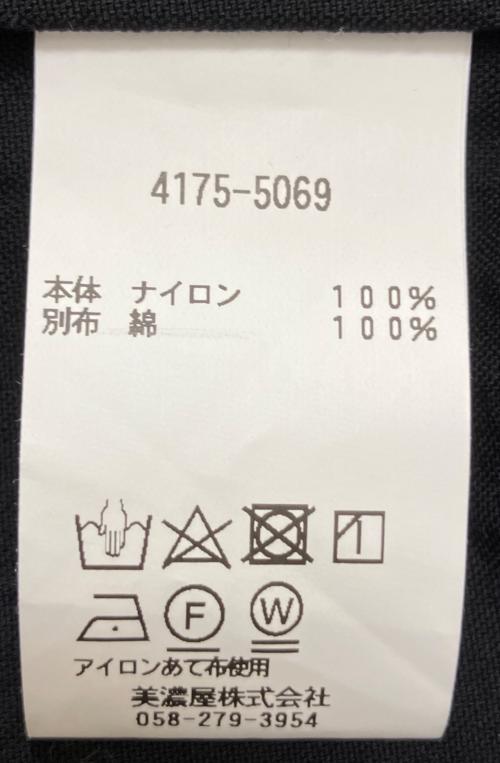 4175-5069
本体 ナイロン 100%
別布 綿 100%
F W
アイロンあて布使用
美濃屋株式会社
058-279-3954